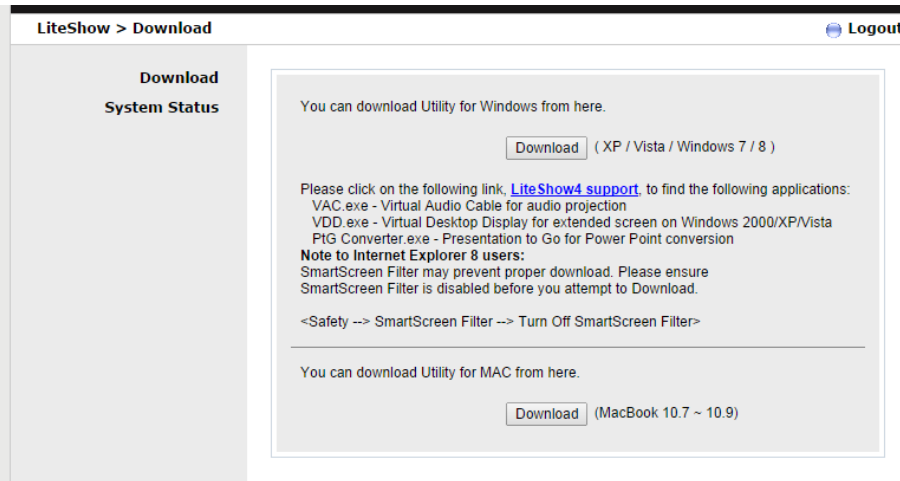 LiteShow > Download
Logout
Download
System Status
You can download Utility for Windows from here.
Download ( XP / Vista / Windows 7 / 8 )
Please click on the following link, LiteShow4 support, to find the following applications:
VAC.exe - Virtual Audio Cable for audio projection
VDD.exe - Virtual Desktop Display for extended screen on Windows 2000/XP/Vista
PtG Converter.exe - Presentation to Go for Power Point conversion
Note to Internet Explorer 8 users:
SmartScreen Filter may prevent proper download. Please ensure
SmartScreen Filter is disabled before you attempt to Download.
<Safety --> SmartScreen Filter --> Turn Off SmartScreen Filter>
You can download Utility for MAC from here.
Download (MacBook 10.7 ~ 10.9)